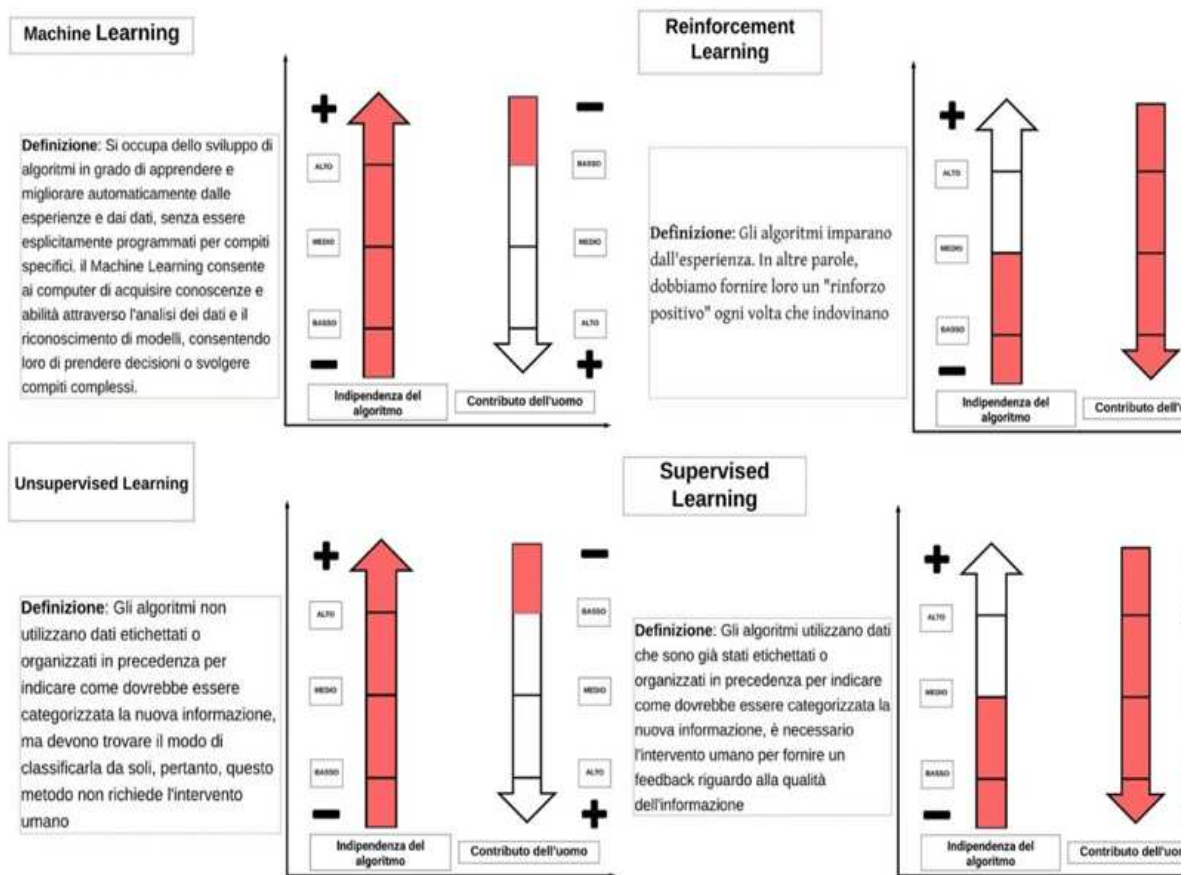 Machine Learning
Definizione: Si occupa dello sviluppo di
algoritmi in grado di apprendere e
migliorare automaticamente dalle
esperienze e dai dati, senza essere
esplicitamente programmati per compiti
specifici. il Machine Learning consente
ai computer di acquisire conoscenze e
abilità attraverso l'analisi dei dati e il
riconoscimento di modelli, consentendo
loro di prendere decisioni o svolgere
compiti complessi.
+
ALTO
MEDIO
BASSO
−
−
BASSO
MEDIO
ALTO
+
Indipendenza del
algoritmo
Contributo dell'uomo
Reinforcement
Learning
Definizione: Gli algoritmi imparano
dall'esperienza. In altre parole,
dobbiamo fornire loro un "rinforzo
positivo" ogni volta che indovinano
+
ALTO
MEDIO
BASSO
−
Indipendenza del
algoritmo
Contributo dell'u
Unsupervised Learning
Definizione: Gli algoritmi non
utilizzano dati etichettati o
organizzati in precedenza per
indicare come dovrebbe essere
categorizzata la nuova informazione,
ma devono trovare il modo di
classificarla da soli, pertanto, questo
metodo non richiede l'intervento
umano
+
ALTO
MEDIO
BASSO
−
−
BASSO
MEDIO
ALTO
+
Indipendenza del
algoritmo
Contributo dell'uomo
Supervised
Learning
Definizione: Gli algoritmi utilizzano dati
che sono già stati etichettati o
organizzati in precedenza per indicare
come dovrebbe essere categorizzata la
nuova informazione, è necessario
l'intervento umano per fornire un
feedback riguardo alla qualità
dell'informazione
+
ALTO
MEDIO
BASSO
−
Indipendenza del
algoritmo
Contributo dell'uom